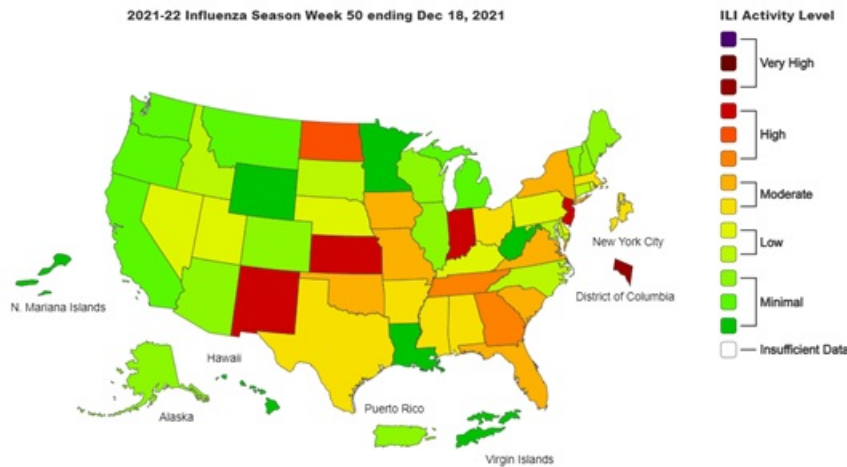 2021-22 Influenza Season Week 50 ending Dec 18, 2021
ILI Activity Level
Very High
High
Moderate
Low
Minimal
Insufficient Data
New York City
District of Columbia
N. Mariana Islands
Hawaii
Alaska
Puerto Rico
Virgin Islands